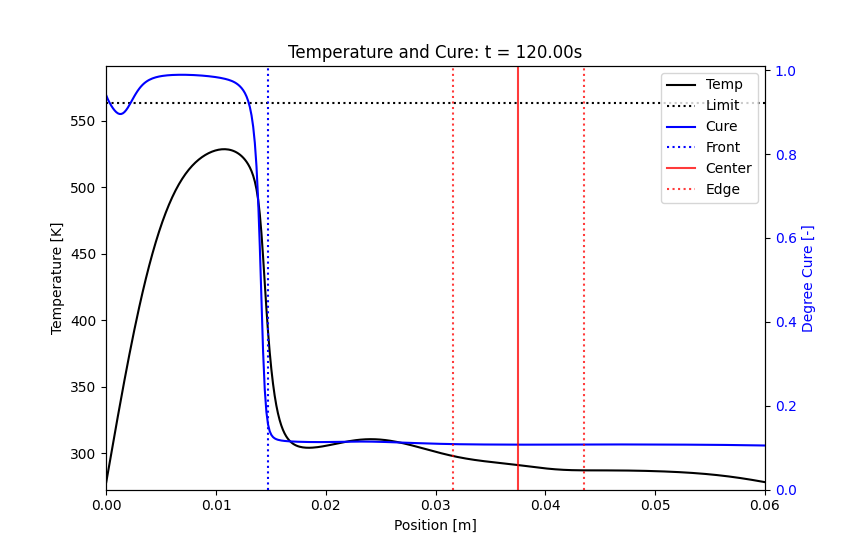 Temperature and Cure: t = 120.00s
Temp
Limit
Cure
Front
Center
Edge
Temperature [K]
550
500
450
400
350
300
1.0
0.8
0.6
0.4
0.2
0.0
Degree Cure [-]
0.00 0.01 0.02 0.03 0.04 0.05 0.06
Position [m]